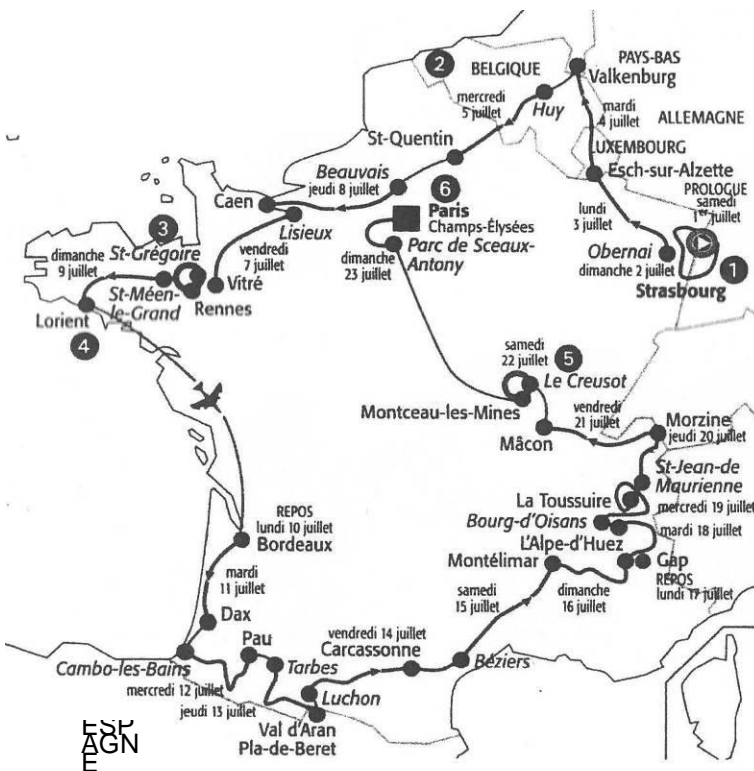 PAYS-BAS
2
BELGIQUE
Valkenburg
mercredi
5 juillet
Huy
mardi
4 juillet
ALLEMAGNE
St-Quentin
LUXEMBOURG
Esch-sur-Alzette
Beauvais
jeudi 8 juillet
6
PROLOGUE
samedi
1er juillet
Caen
Paris
Champs-Élysées
lundi
3 juillet
Lisieux
Parc de Sceaux-
Antony
Obernai
dimanche 2 juillet
1
Strasbourg
3
St-Grégoire
vendredi
7 juillet
dimanche
23 juillet
dimanche
9 juillet
St-Méen-
le-Grand
Vitré
Rennes
Lorient
4
samedi
22 juillet
5
Le Creusot
Montceau-les-Mines
vendredi
21 juillet
Mâcon
Morzine
jeudi 20 juillet
St-Jean-de
Maurienne
La Toussuire
mercredi 19 juillet
REPOS
lundi 10 juillet
Bordeaux
Bourg-d'Oisans
mardi 18 juillet
L'Alpe-d'Huez
Montélimar
Gap
REPOS
lundi 17 juillet
mardi
11 juillet
samedi
15 juillet
dimanche
16 juillet
Dax
Pau
vendredi 14 juillet
Carcassonne
Béziers
Cambo-les-Bains
Tarbes
mercredi 12 juillet
Luchon
jeudi 13 juillet
Val d'Aran
Pla-de-Beret
ESP
AGN
E